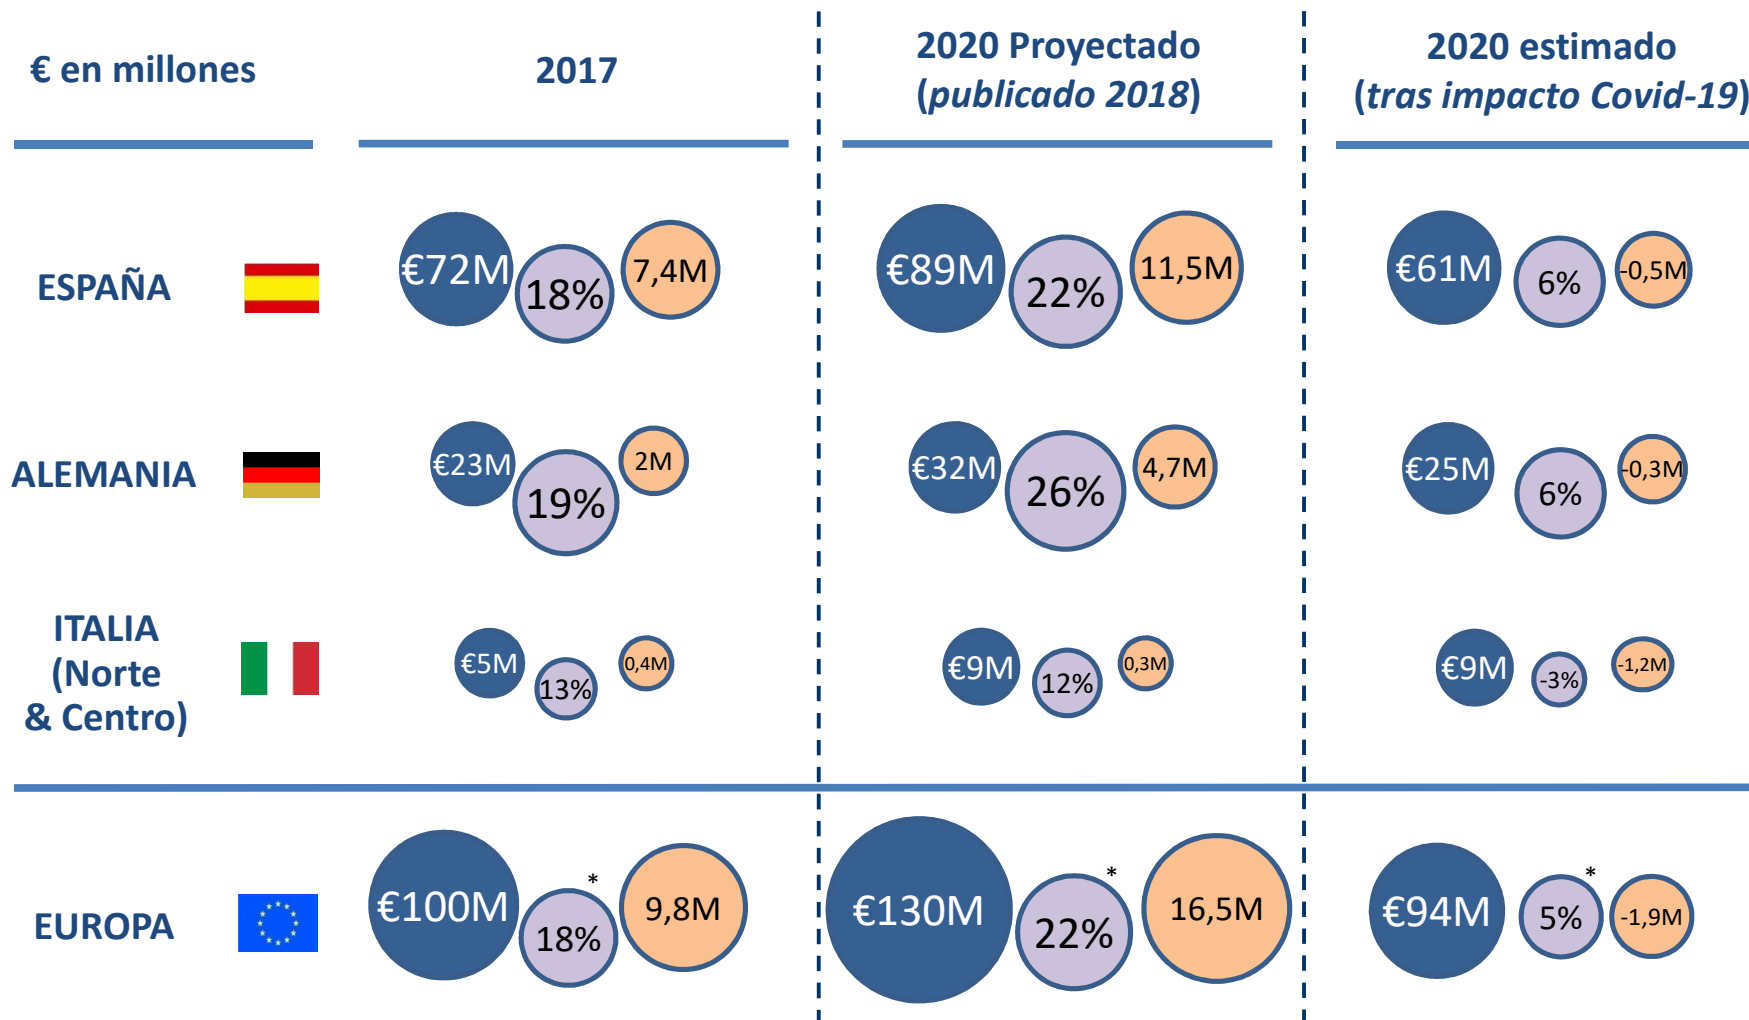 € en millones
2017
2020 Proyectado
(publicado 2018)
2020 estimado
(tras impacto Covid-19)
ESPAÑA
€72M
18%
7,4M
€89M
22%
11,5M
€61M
6%
-0,5M
ALEMANIA
€23M
19%
2M
€32M
26%
4,7M
€25M
6%
-0,3M
ITALIA
(Norte
& Centro)
€5M
13%
0,4M
€9M
12%
0,3M
€9M
-3%
-1,2M
EUROPA
€100M
18%
*
9,8M
€130M
22%
*
16,5M
€94M
5%
*
-1,9M